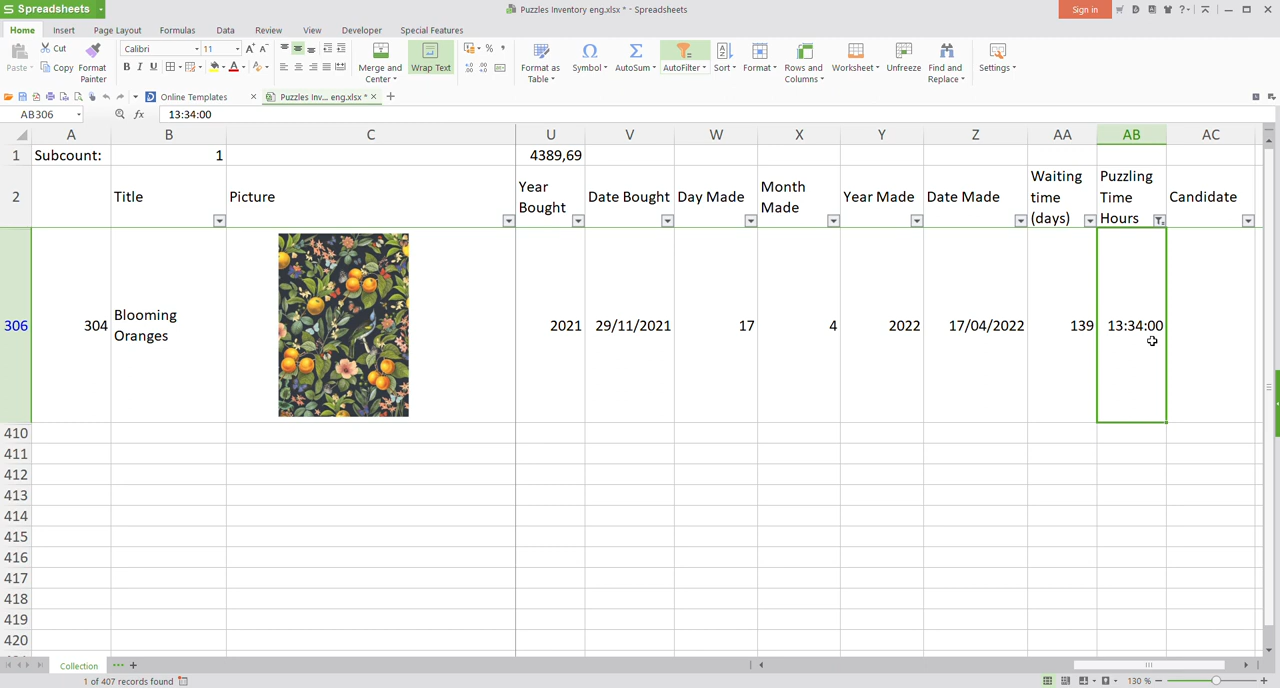 Spreadsheets
Puzzles Inventory eng.xlsx * - Spreadsheets
Sign in
Home Insert Page Layout Formulas Data Review View Developer Special Features
Paste Cut Copy Format Painter
Calibri 11
B I U
Merge and Center
Wrap Text
Format as Table
Symbol
AutoSum
AutoFilter
Sort
Format
Rows and Columns
Worksheet
Unfreeze
Find and Replace
Settings
Online Templates
Puzzles Inv... eng.xlsx *
AB306 fx 13:34:00
A B C U V W X Y Z AA AB AC
1 Subcount: 1 4389,69
2 Title Picture Year Bought Date Bought Day Made Month Made Year Made Date Made Waiting time (days) Puzzling Time Hours Candidate
306 304 Blooming Oranges 2021 29/11/2021 17 4 2022 17/04/2022 139 13:34:00
410
411
412
413
414
415
416
417
418
419
420
Collection
1 of 407 records found
130 %